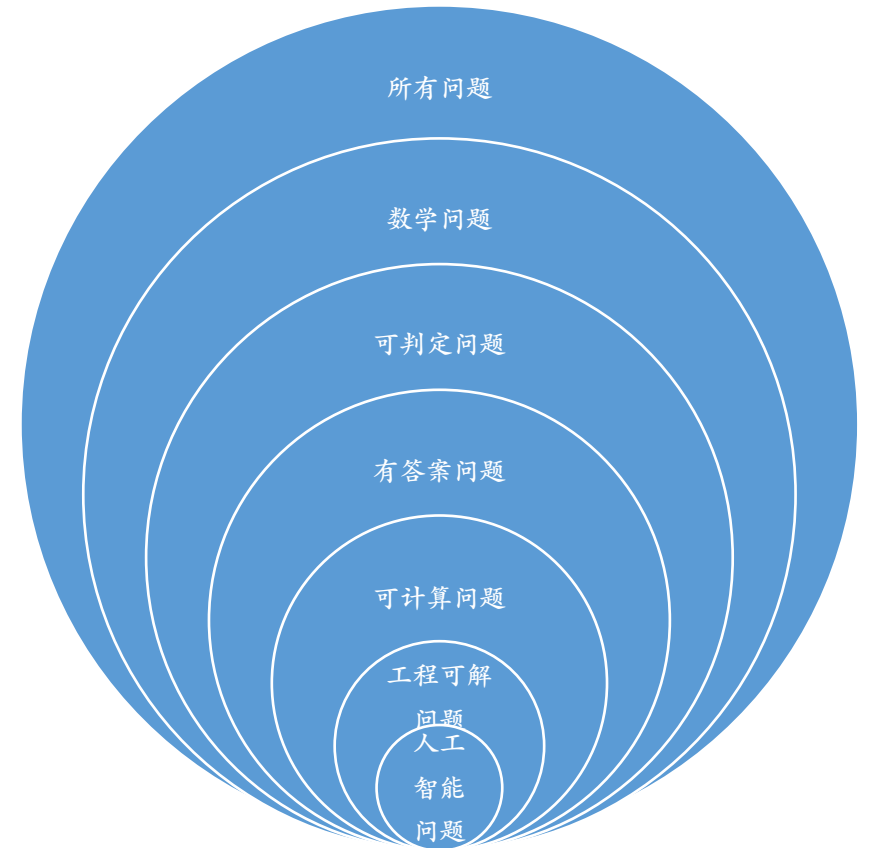 所有问题
数学问题
可判定问题
有答案问题
可计算问题
工程可解
问题
人工
智能
问题